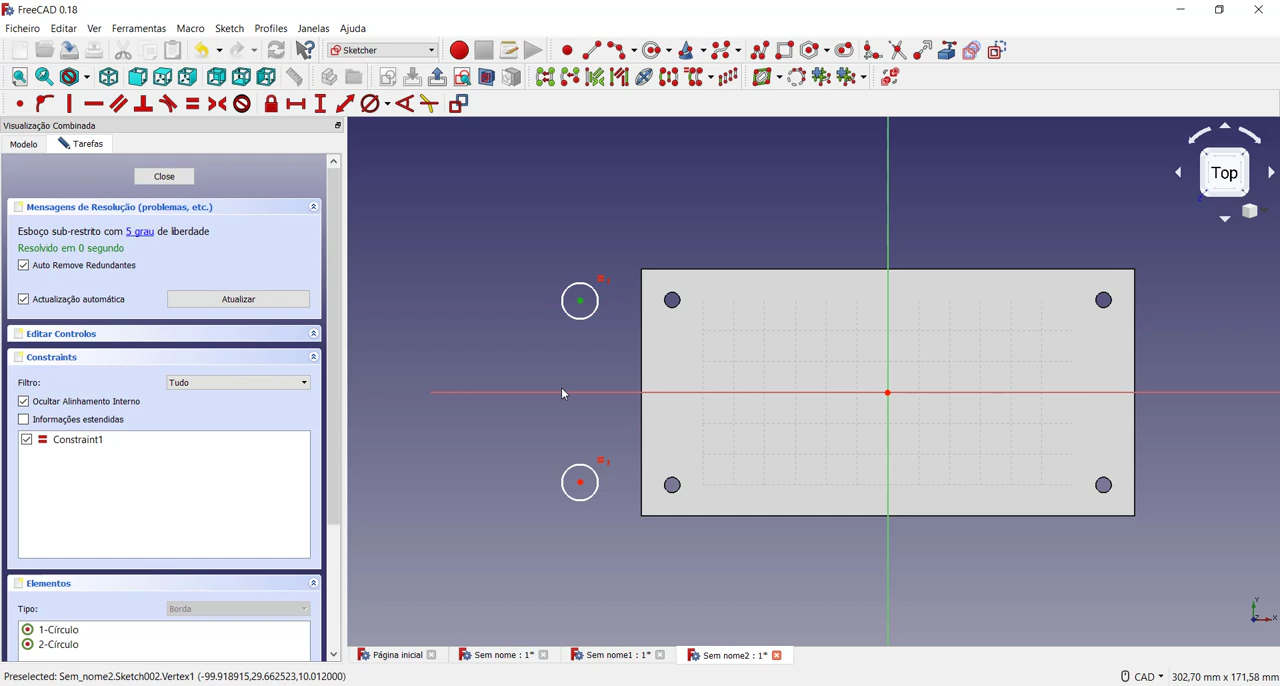 FreeCAD 0.18
Ficheiro Editar Ver Ferramentas Macro Sketch Profiles Janelas Ajuda
Sketcher
Visualização Combinada
Modelo Tarefas
Close
Mensagens de Resolução (problemas, etc.)
Esboço sub-restrito com 5 grau de liberdade
Resolvido em 0 segundo
Auto Remove Redundantes
Actualização automática Atualizar
Editar Controlos
Constraints
Filtro: Tudo
Ocultar Alinhamento Interno
Informações estendidas
Constraint1
Elementos
Tipo: Borda
1-Círculo
2-Círculo
Top
Z
Y
X
Z
Página inicial Sem nome : 1* Sem nome1 : 1* Sem nome2 : 1*
Preselected: Sem_nome2.Sketch002.Vertex1 (-99.918915,29.662523,10.012000) CAD 302,70 mm x 171,58 mm